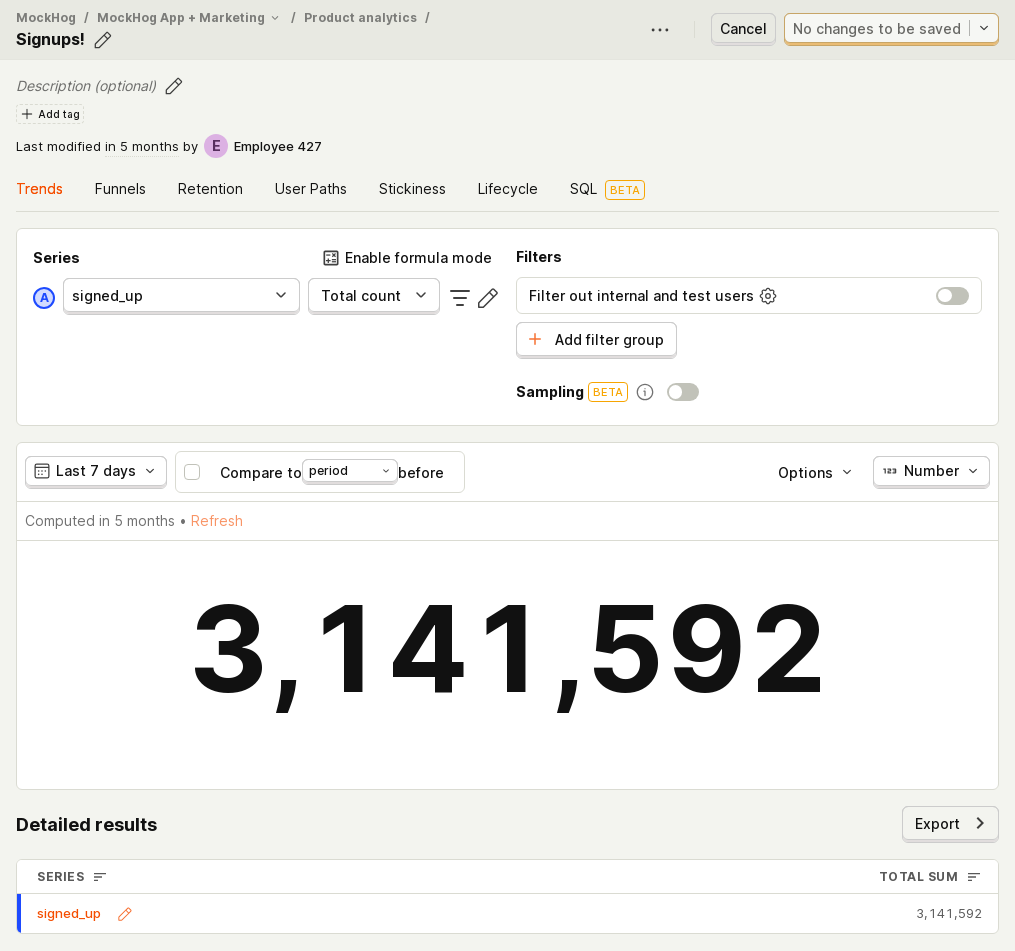 MockHog / MockHog App + Marketing / Product analytics /
Signups!
Cancel
No changes to be saved
Description (optional)
Add tag
Last modified in 5 months by E Employee 427
Trends Funnels Retention User Paths Stickiness Lifecycle SQL BETA
Series
Enable formula mode
A signed_up Total count
Filters
Filter out internal and test users
Add filter group
Sampling BETA
Last 7 days Compare to period before Options 123 Number
Computed in 5 months • Refresh
3,141,592
Detailed results Export
SERIES TOTAL SUM
signed_up 3,141,592